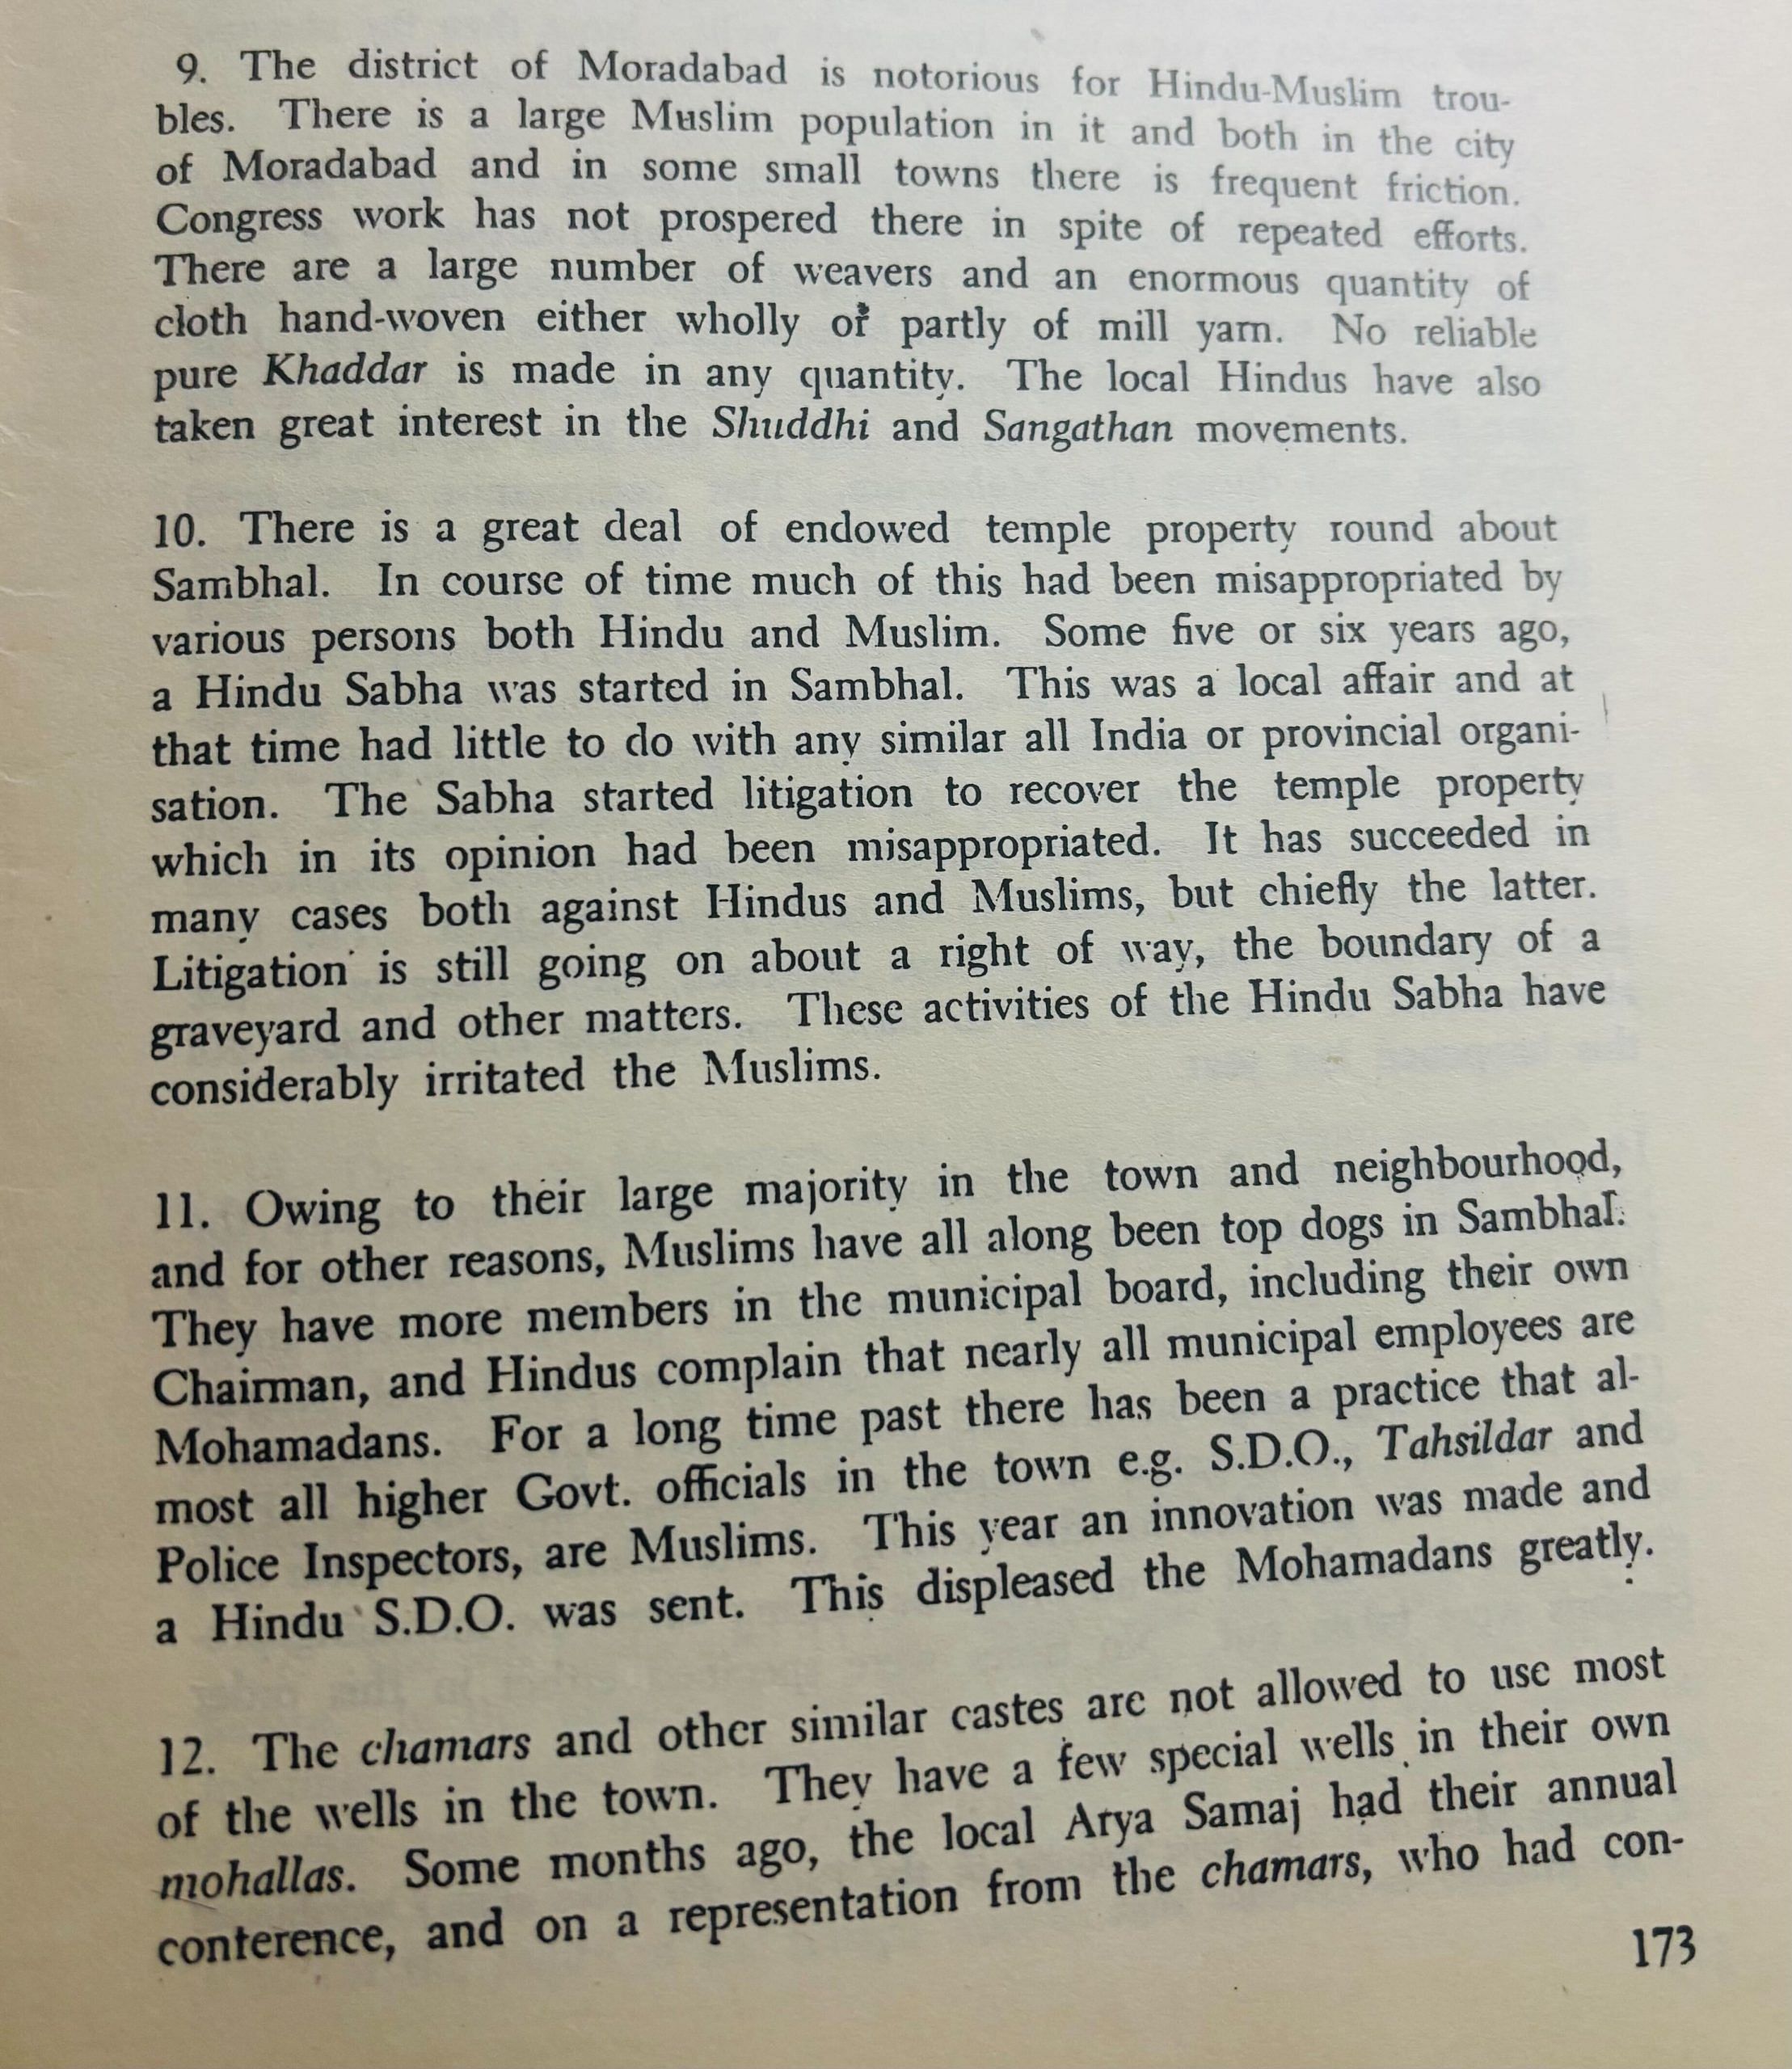 9. The district of Moradabad is notorious for Hindu-Muslim trou-
bles. There is a large Muslim population in it and both in the city
of Moradabad and in some small towns there is frequent friction.
Congress work has not prospered there in spite of repeated efforts.
There are a large number of weavers and an enormous quantity of
cloth hand-woven either wholly or partly of mill yarn. No reliable
pure Khaddar is made in any quantity. The local Hindus have also
taken great interest in the Shuddhi and Sangathan movements.
10. There is a great deal of endowed temple property round about
Sambhal. In course of time much of this had been misappropriated by
various persons both Hindu and Muslim. Some five or six years ago,
a Hindu Sabha was started in Sambhal. This was a local affair and at
that time had little to do with any similar all India or provincial organi-
sation. The Sabha started litigation to recover the temple property
which in its opinion had been misappropriated. It has succeeded in
many cases both against Hindus and Muslims, but chiefly the latter.
Litigation is still going on about a right of way, the boundary of a
graveyard and other matters. These activities of the Hindu Sabha have
considerably irritated the Muslims.
11. Owing to their large majority in the town and neighbourhood,
and for other reasons, Muslims have all along been top dogs in Sambhal.
They have more members in the municipal board, including their own
Chairman, and Hindus complain that nearly all municipal employees are
Mohamadans. For a long time past there has been a practice that al-
most all higher Govt. officials in the town e.g. S.D.O., Tahsildar and
Police Inspectors, are Muslims. This year an innovation was made and
a Hindu S.D.O. was sent. This displeased the Mohamadans greatly.
12. The chamars and other similar castes are not allowed to use most
of the wells in the town. They have a few special wells in their own
mohallas. Some months ago, the local Arya Samaj had their annual
conference, and on a representation from the chamars, who had con-
173